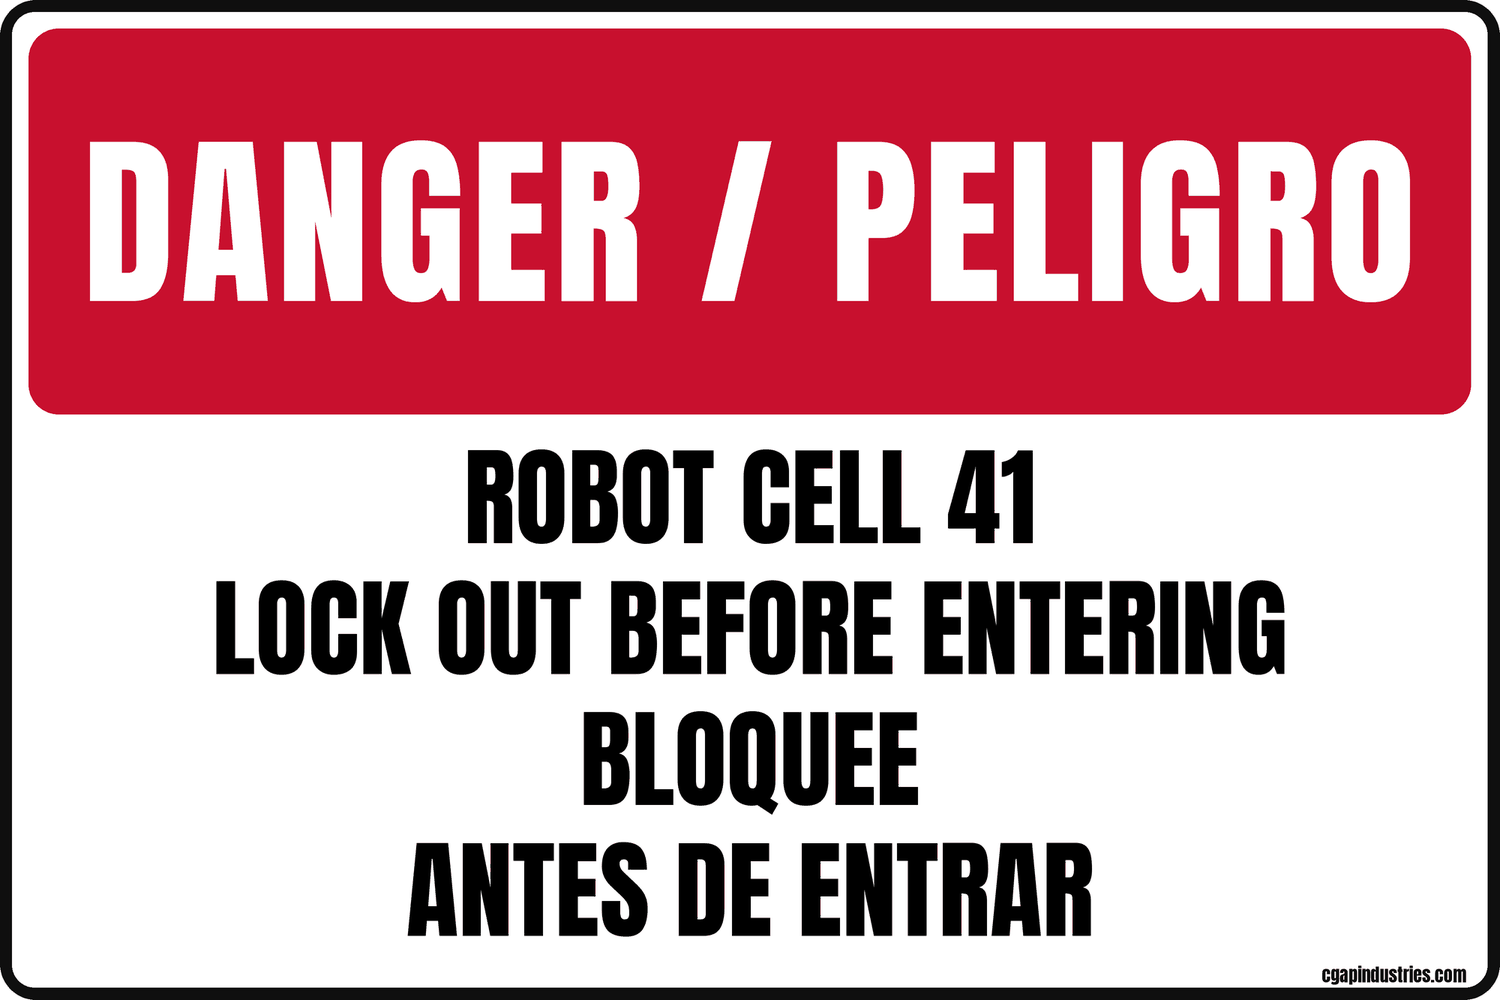 DANGER / PELIGRO
ROBOT CELL 41
LOCK OUT BEFORE ENTERING
BLOQUEE
ANTES DE ENTRAR
cgapindustries.com